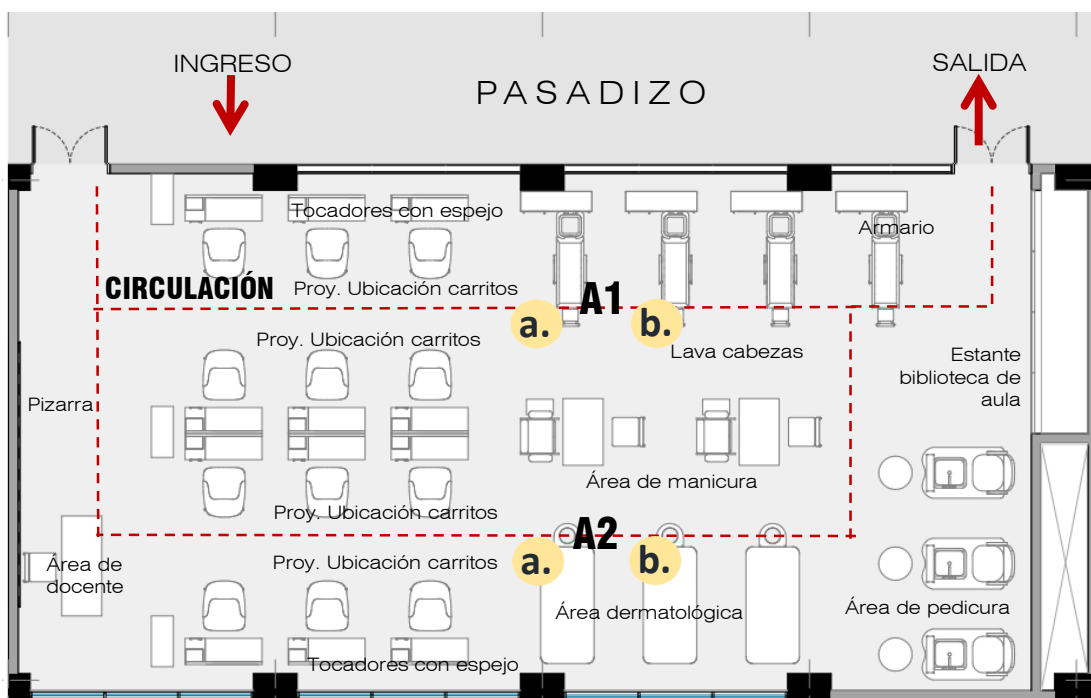 INGRESO
SALIDA
PASADIZO
Tocadores con espejo
Armario
CIRCULACIÓN
Proy. Ubicación carritos
A1
a.
b.
Proy. Ubicación carritos
Lava cabezas
Estante
biblioteca de
aula
Pizarra
Área de manicura
Proy. Ubicación carritos
A2
a.
b.
Proy. Ubicación carritos
Área de
docente
Área dermatológica
Área de pedicura
Tocadores con espejo